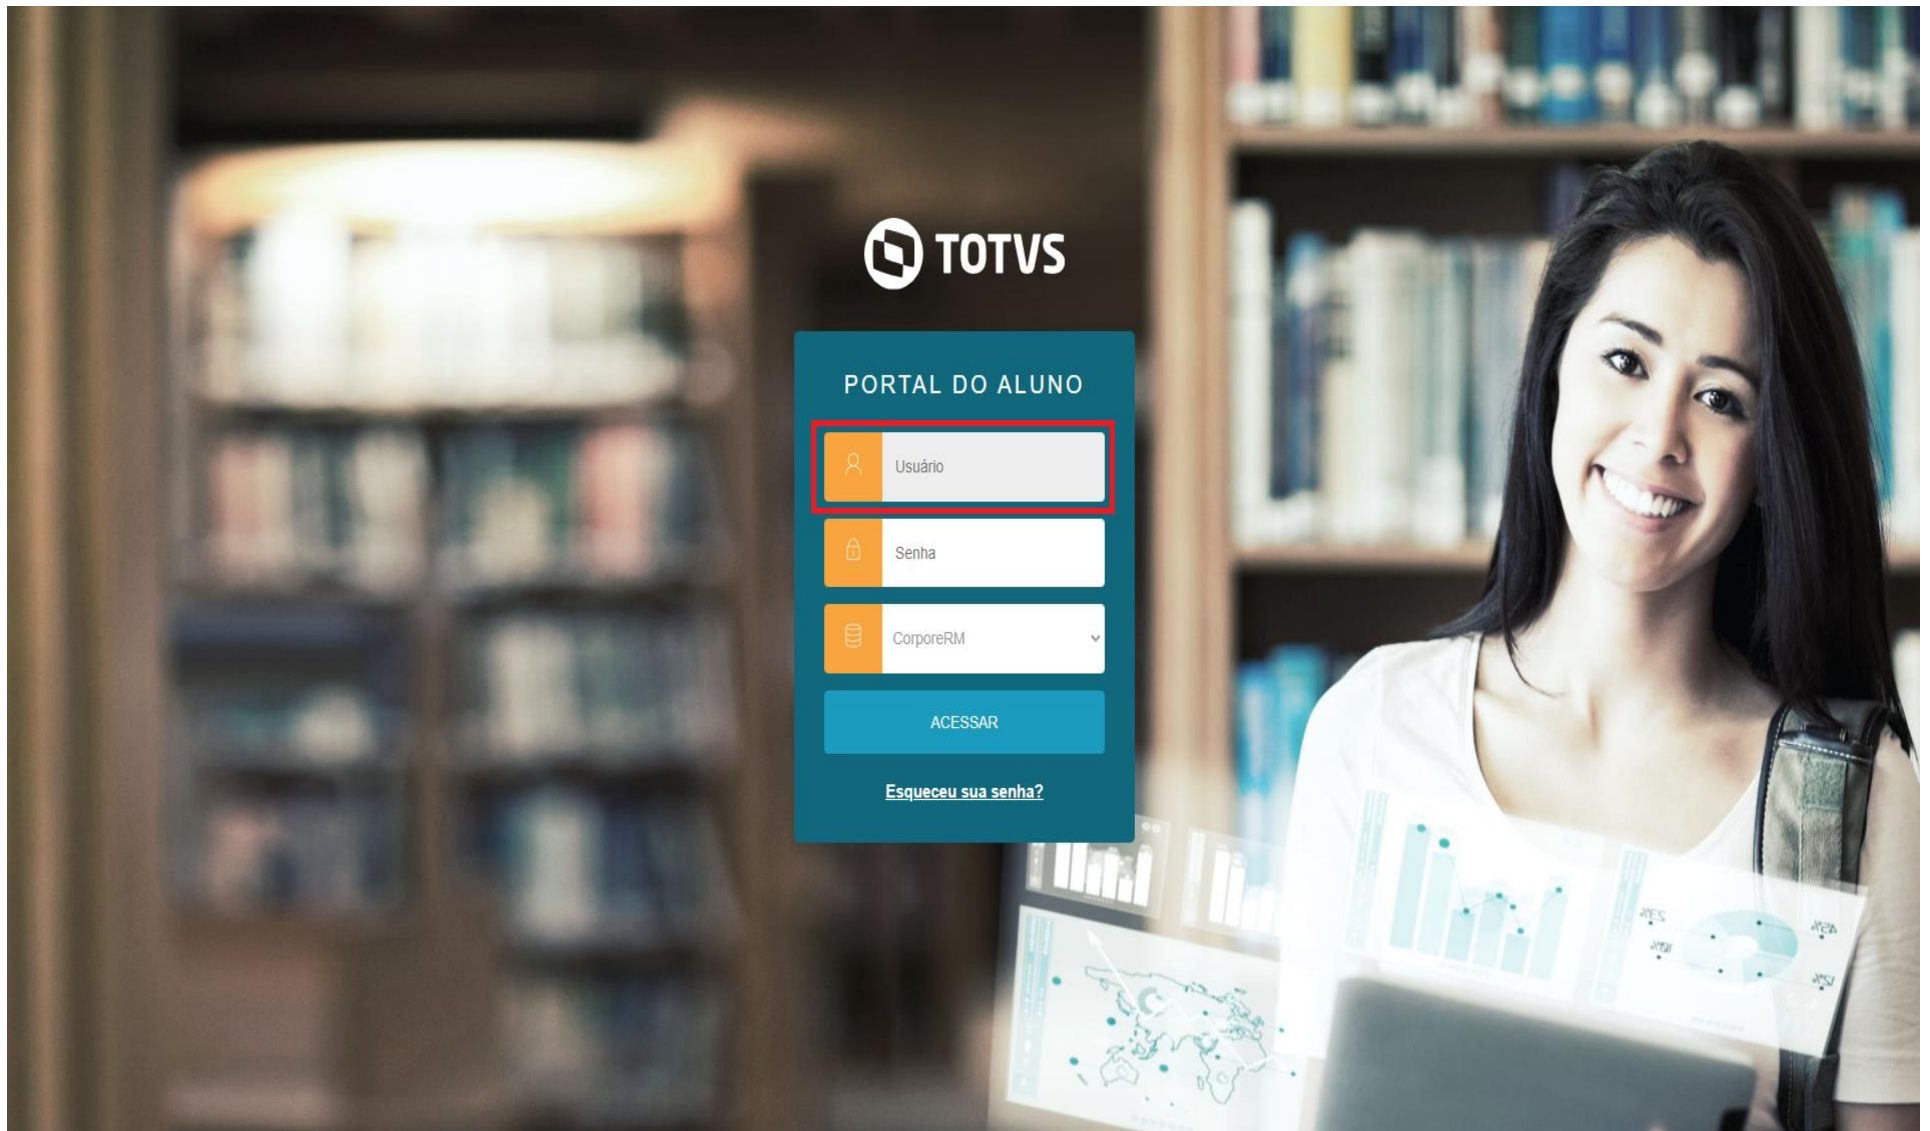 TOTVS
PORTAL DO ALUNO
Usuário
Senha
CorporeRM
ACESSAR
Esqueceu sua senha?